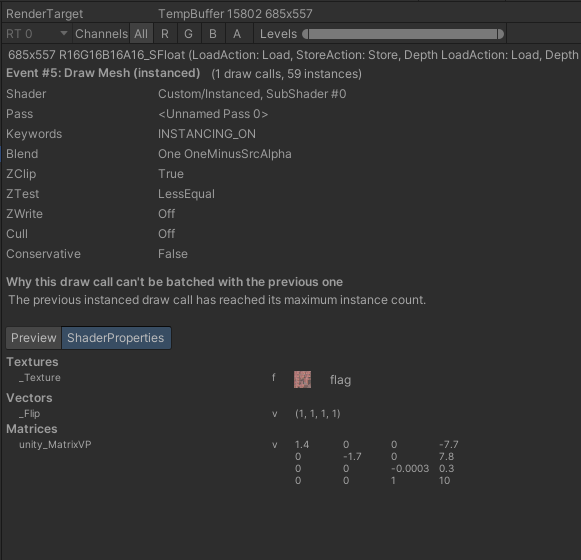 RenderTarget TempBuffer 15802 685x557
RT 0 Channels All R G B A Levels
685x557 R16G16B16A16_SFloat (LoadAction: Load, StoreAction: Store, Depth LoadAction: Load, Depth
Event #5: Draw Mesh (instanced) (1 draw calls, 59 instances)
Shader Custom/Instanced, SubShader #0
Pass <Unnamed Pass 0>
Keywords INSTANCING_ON
Blend One OneMinusSrcAlpha
ZClip True
ZTest LessEqual
ZWrite Off
Cull Off
Conservative False
Why this draw call can't be batched with the previous one
The previous instanced draw call has reached its maximum instance count.
Preview ShaderProperties
Textures
_Texture f flag
Vectors
_Flip v (1, 1, 1, 1)
Matrices
unity_MatrixVP v 1.4 0 0 -7.7
0 -1.7 0 7.8
0 0 -0.0003 0.3
0 0 1 10